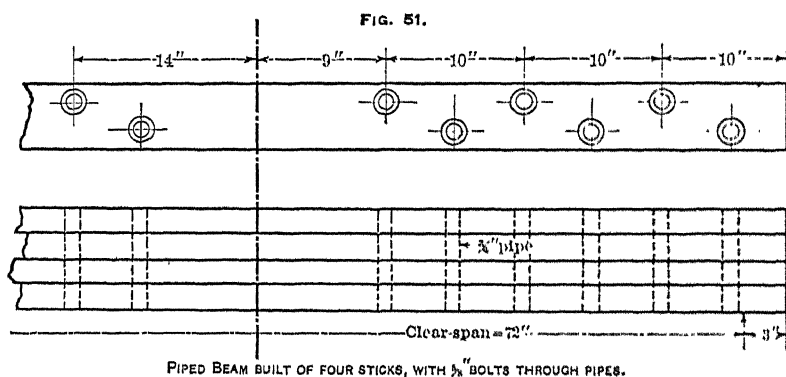 FIG. 51.
14" 9" 10" 10" 10"
¾" pipe
Clear-span = 72" 3"
PIPED BEAM BUILT OF FOUR STICKS, WITH ⅝" BOLTS THROUGH PIPES.